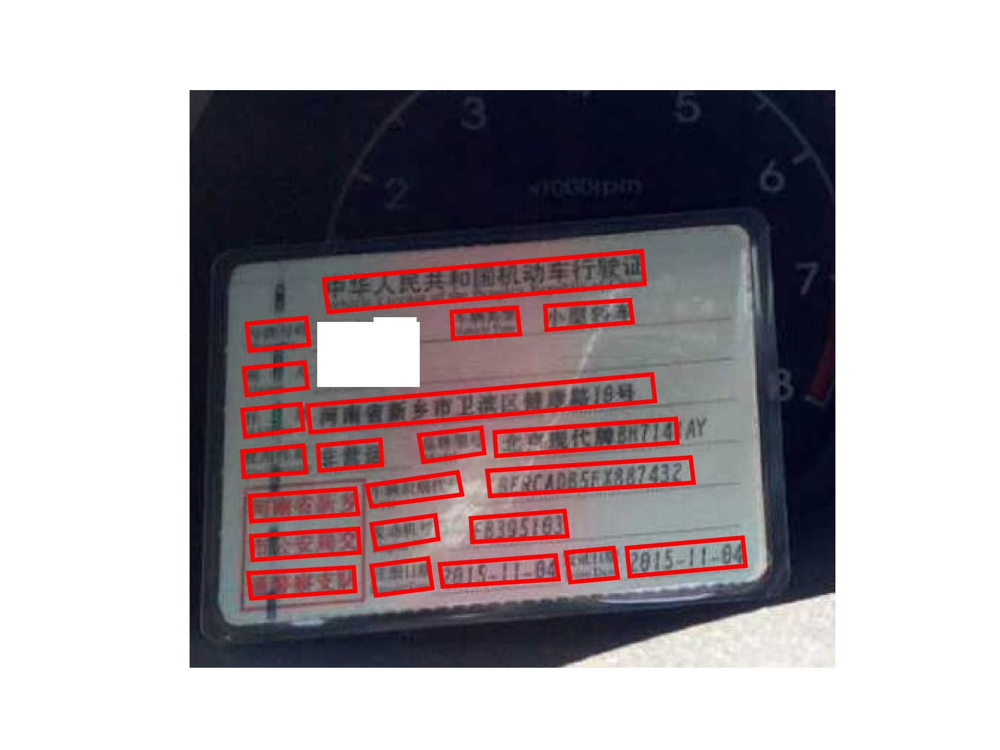 3 4 5
2 x1000rpm 6
7
8
中华人民共和国机动车行驶证
号牌号码 车辆类型 小型轿车
所有人
住址 河南省新乡市卫滨区健康路18号
使用性质 非营运 品牌型号 北京现代牌BH7141AY
河南省新乡 车辆识别代号
市公安局交 发动机号 FB395103
通警察支队 注册日期 2015-11-04 发证日期 2015-11-04